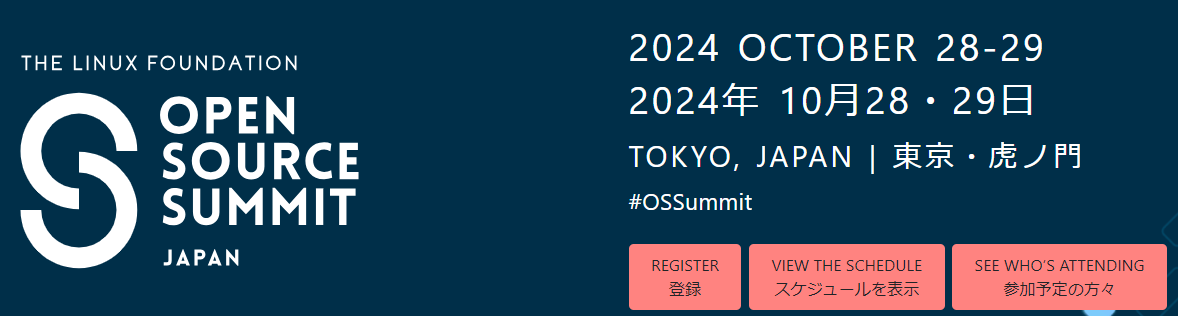 THE LINUX FOUNDATION
OPEN
SOURCE
SUMMIT
JAPAN
2024 OCTOBER 28-29
2024年 10月28・29日
TOKYO, JAPAN | 東京・虎ノ門
#OSSummit
REGISTER
登録
VIEW THE SCHEDULE
スケジュールを表示
SEE WHO'S ATTENDING
参加予定の方々